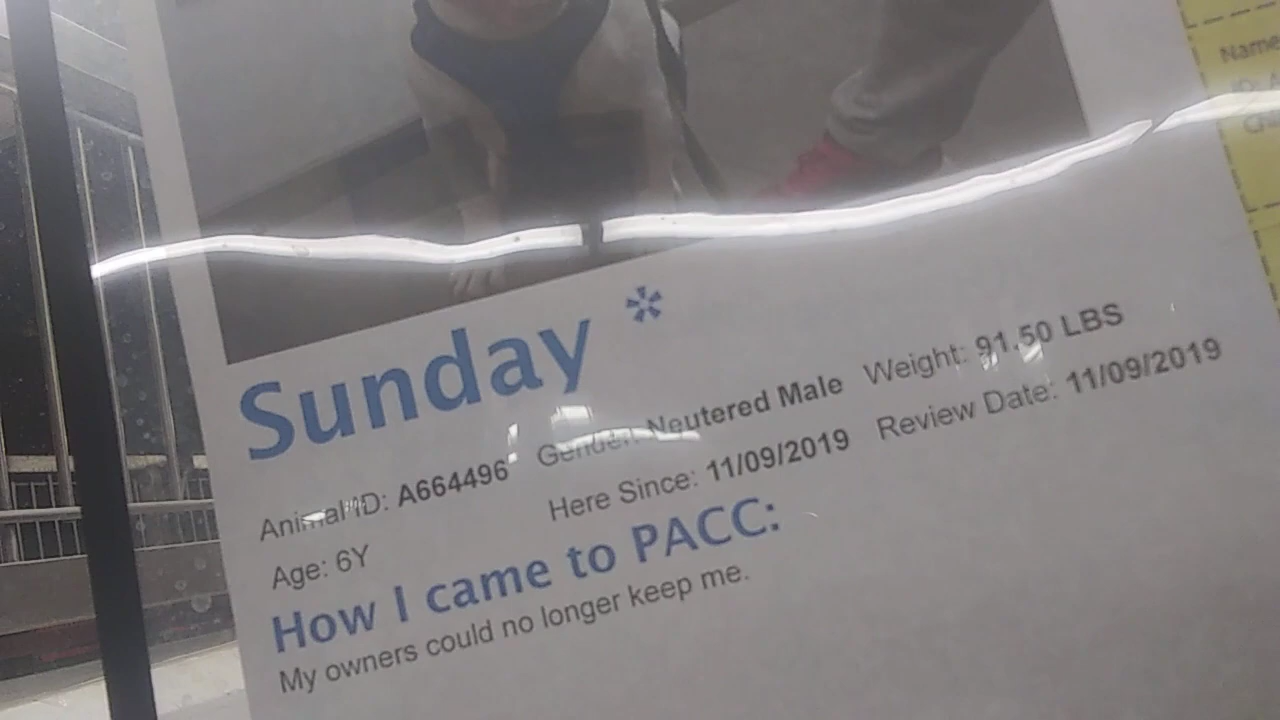 Sunday *
Animal ID: A664496 Gender: Neutered Male Weight: 91.50 LBS
Age: 6Y Here Since: 11/09/2019 Review Date: 11/09/2019
How I came to PACC:
My owners could no longer keep me.
Name